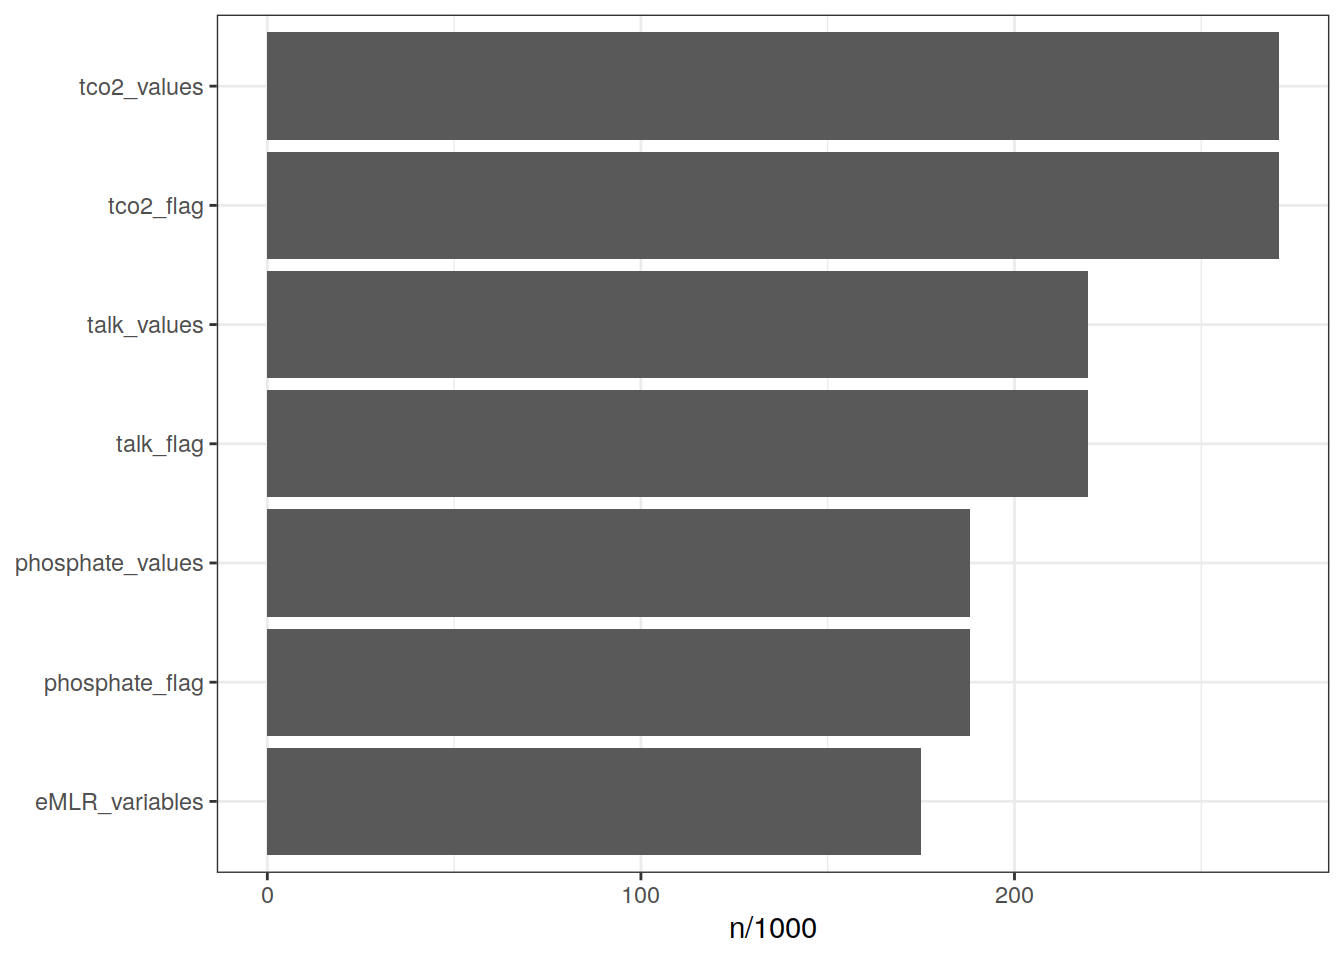 tco2_values
tco2_flag
talk_values
talk_flag
phosphate_values
phosphate_flag
eMLR_variables
0 100 200
n/1000